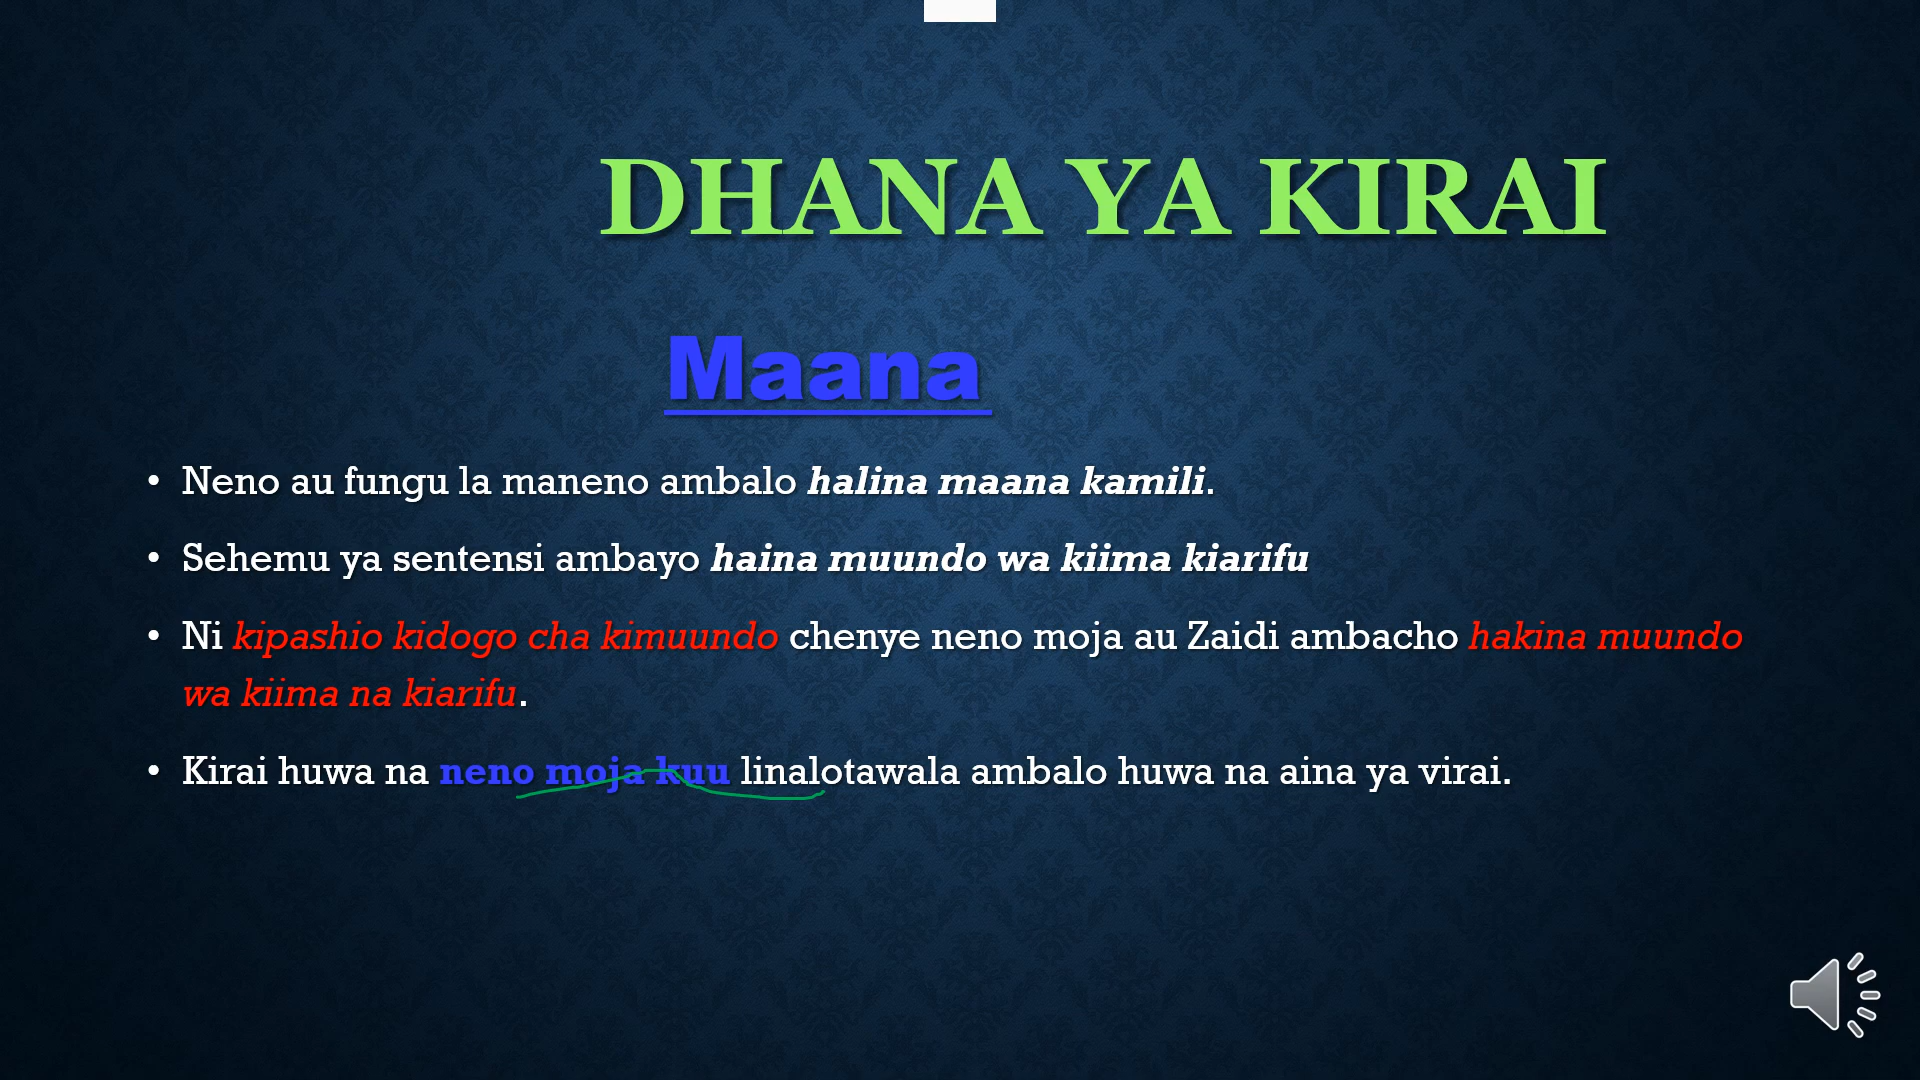 DHANA YA KIRAI
Maana
• Neno au fungu la maneno ambalo halina maana kamili.
• Sehemu ya sentensi ambayo haina muundo wa kiima kiarifu
• Ni kipashio kidogo cha kimuundo chenye neno moja au Zaidi ambacho hakina muundo
wa kiima na kiarifu.
• Kirai huwa na neno moja kuu linalotawala ambalo huwa na aina ya virai.